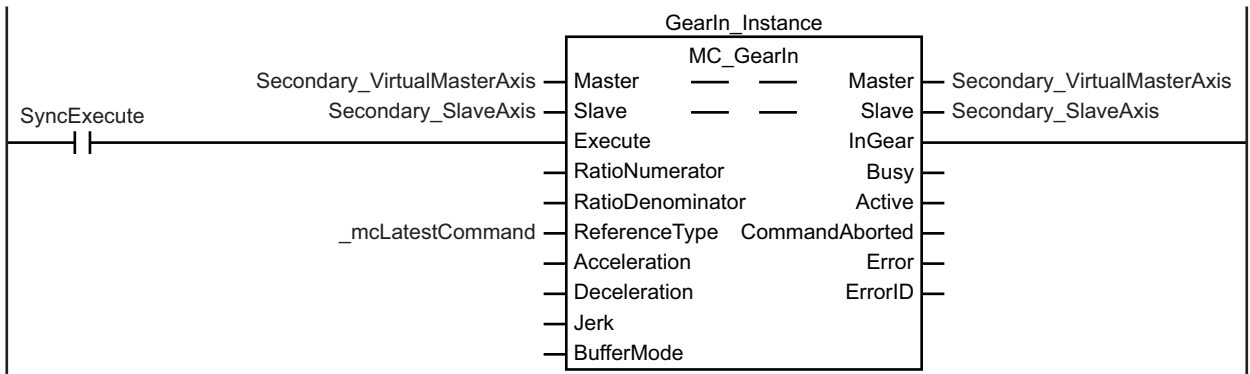 GearIn_Instance
MC_GearIn
Secondary_VirtualMasterAxis Master Master Secondary_VirtualMasterAxis
SyncExecute Secondary_SlaveAxis Slave Slave Secondary_SlaveAxis
Execute InGear
RatioNumerator Busy
RatioDenominator Active
_mcLatestCommand ReferenceType CommandAborted
Acceleration Error
Deceleration ErrorID
Jerk
BufferMode